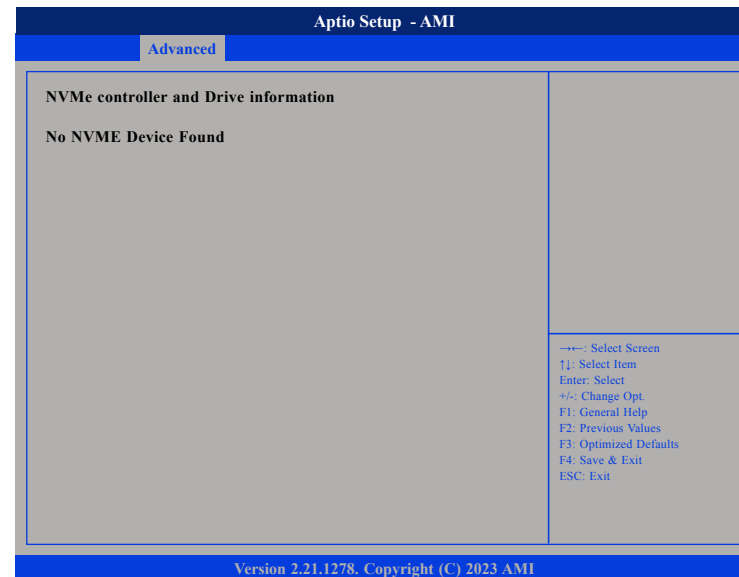 Aptio Setup - AMI
Advanced
NVMe controller and Drive information
No NVME Device Found
→←: Select Screen
↑↓: Select Item
Enter: Select
+/-: Change Opt.
F1: General Help
F2: Previous Values
F3: Optimized Defaults
F4: Save & Exit
ESC: Exit
Version 2.21.1278. Copyright (C) 2023 AMI